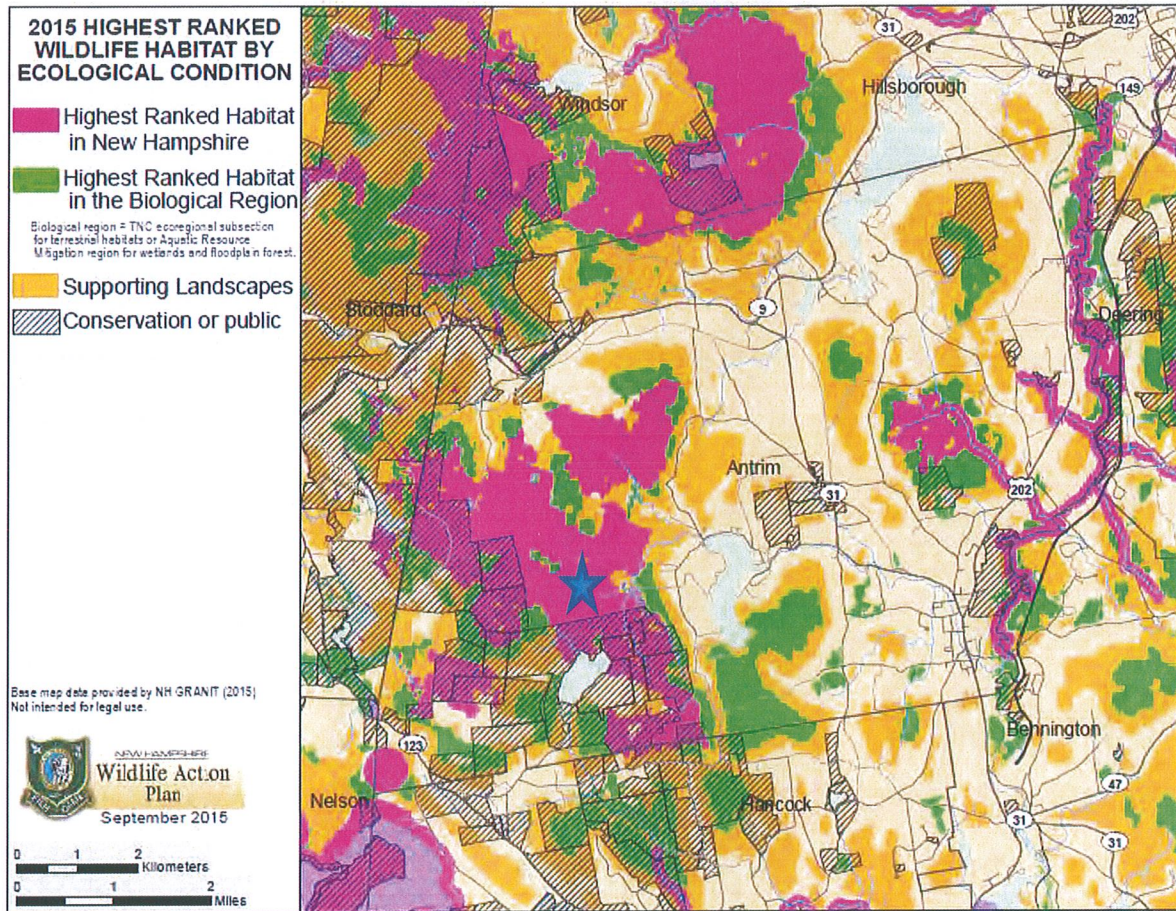 2015 HIGHEST RANKED
WILDLIFE HABITAT BY
ECOLOGICAL CONDITION
Highest Ranked Habitat
in New Hampshire
Highest Ranked Habitat
in the Biological Region
Biological region = TNC ecoregional subsection
for terrestrial habitats or Aquatic Resource
Mitigation region for wetlands and floodplain forest.
Supporting Landscapes
Conservation or public
Base map data provided by NH GRANIT (2015)
Not intended for legal use.
NEW HAMPSHIRE
Wildlife Action
Plan
September 2015
0 1 2
Kilometers
0 1 2
Miles
31
202
Windsor
Hillsborough
149
Stoddard
9
Deering
Antrim
31
202
123
Bennington
Nelson
Hancock
47
31
31